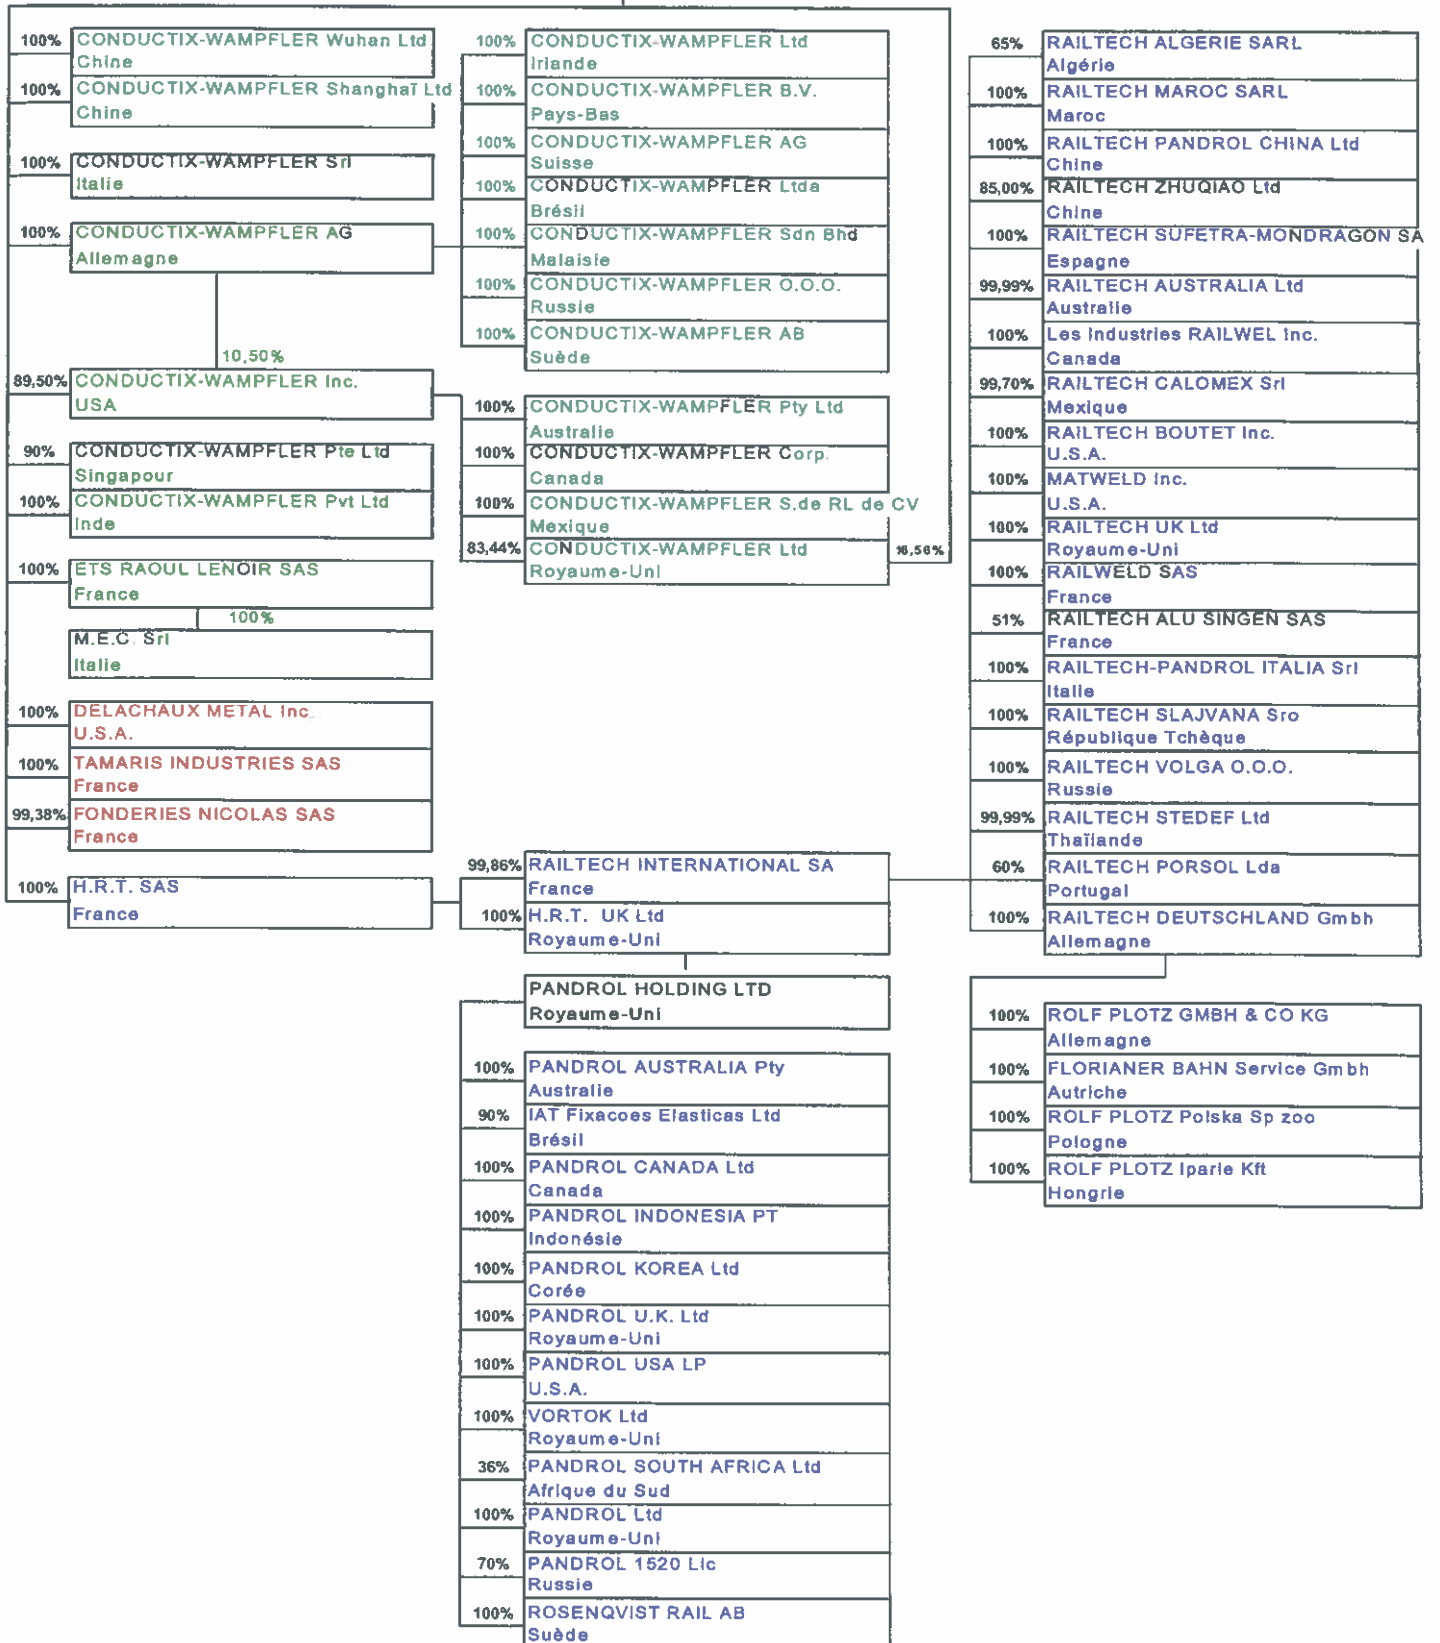 100% CONDUCTIX-WAMPFLER Wuhan Ltd
Chine
100% CONDUCTIX-WAMPFLER Shanghaï Ltd
Chine
100% CONDUCTIX-WAMPFLER Srl
Italie
100% CONDUCTIX-WAMPFLER AG
Allemagne
10,50%
89,50% CONDUCTIX-WAMPFLER Inc.
USA
90% CONDUCTIX-WAMPFLER Pte Ltd
Singapour
100% CONDUCTIX-WAMPFLER Pvt Ltd
Inde
100% ETS RAOUL LENOIR SAS
France
100%
M.E.C. Srl
Italie
100% DELACHAUX METAL Inc.
U.S.A.
100% TAMARIS INDUSTRIES SAS
France
99,38% FONDERIES NICOLAS SAS
France
100% H.R.T. SAS
France
100% CONDUCTIX-WAMPFLER Ltd
Irlande
100% CONDUCTIX-WAMPFLER B.V.
Pays-Bas
100% CONDUCTIX-WAMPFLER AG
Suisse
100% CONDUCTIX-WAMPFLER Ltda
Brésil
100% CONDUCTIX-WAMPFLER Sdn Bhd
Malaisie
100% CONDUCTIX-WAMPFLER O.O.O.
Russie
100% CONDUCTIX-WAMPFLER AB
Suède
100% CONDUCTIX-WAMPFLER Pty Ltd
Australie
100% CONDUCTIX-WAMPFLER Corp.
Canada
100% CONDUCTIX-WAMPFLER S.de RL de CV
Mexique
83,44% CONDUCTIX-WAMPFLER Ltd 16,56%
Royaume-Uni
99,86% RAILTECH INTERNATIONAL SA
France
100% H.R.T. UK Ltd
Royaume-Uni
PANDROL HOLDING LTD
Royaume-Uni
100% PANDROL AUSTRALIA Pty
Australie
90% IAT Fixacoes Elasticas Ltd
Brésil
100% PANDROL CANADA Ltd
Canada
100% PANDROL INDONESIA PT
Indonésie
100% PANDROL KOREA Ltd
Corée
100% PANDROL U.K. Ltd
Royaume-Uni
100% PANDROL USA LP
U.S.A.
100% VORTOK Ltd
Royaume-Uni
36% PANDROL SOUTH AFRICA Ltd
Afrique du Sud
100% PANDROL Ltd
Royaume-Uni
70% PANDROL 1520 Llc
Russie
100% ROSENQVIST RAIL AB
Suède
65% RAILTECH ALGERIE SARL
Algérie
100% RAILTECH MAROC SARL
Maroc
100% RAILTECH PANDROL CHINA Ltd
Chine
85,00% RAILTECH ZHUQIAO Ltd
Chine
100% RAILTECH SUFETRA-MONDRAGON SA
Espagne
99,99% RAILTECH AUSTRALIA Ltd
Australie
100% Les Industries RAILWEL Inc.
Canada
99,70% RAILTECH CALOMEX Srl
Mexique
100% RAILTECH BOUTET Inc.
U.S.A.
100% MATWELD Inc.
U.S.A.
100% RAILTECH UK Ltd
Royaume-Uni
100% RAILWELD SAS
France
51% RAILTECH ALU SINGEN SAS
France
100% RAILTECH-PANDROL ITALIA Srl
Italie
100% RAILTECH SLAJVANA Sro
République Tchèque
100% RAILTECH VOLGA O.O.O.
Russie
99,99% RAILTECH STEDEF Ltd
Thaïlande
60% RAILTECH PORSOL Lda
Portugal
100% RAILTECH DEUTSCHLAND Gmbh
Allemagne
100% ROLF PLOTZ GMBH & CO KG
Allemagne
100% FLORIANER BAHN Service Gmbh
Autriche
100% ROLF PLOTZ Polska Sp zoo
Pologne
100% ROLF PLOTZ Iparie Kft
Hongrie